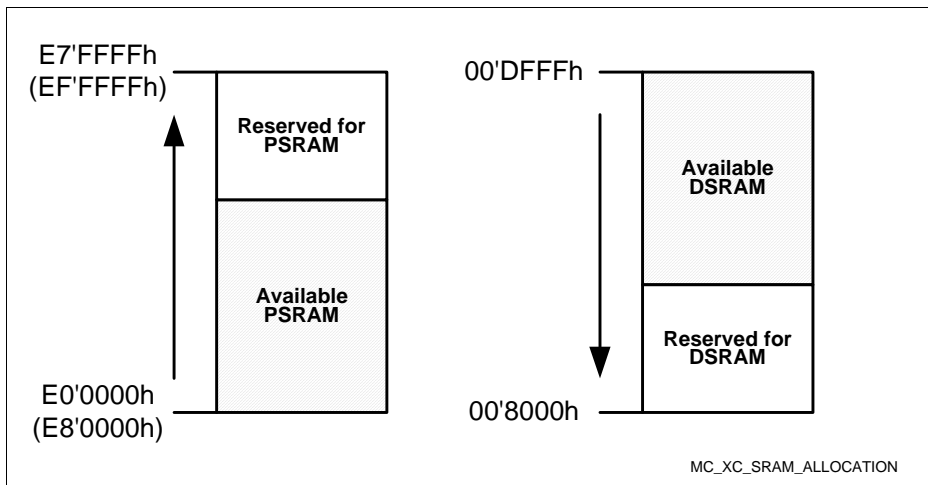 E7'FFFFh
(EF'FFFFh)
Reserved for
PSRAM
Available
PSRAM
E0'0000h
(E8'0000h)
00'DFFFh
Available
DSRAM
Reserved for
DSRAM
00'8000h
MC_XC_SRAM_ALLOCATION